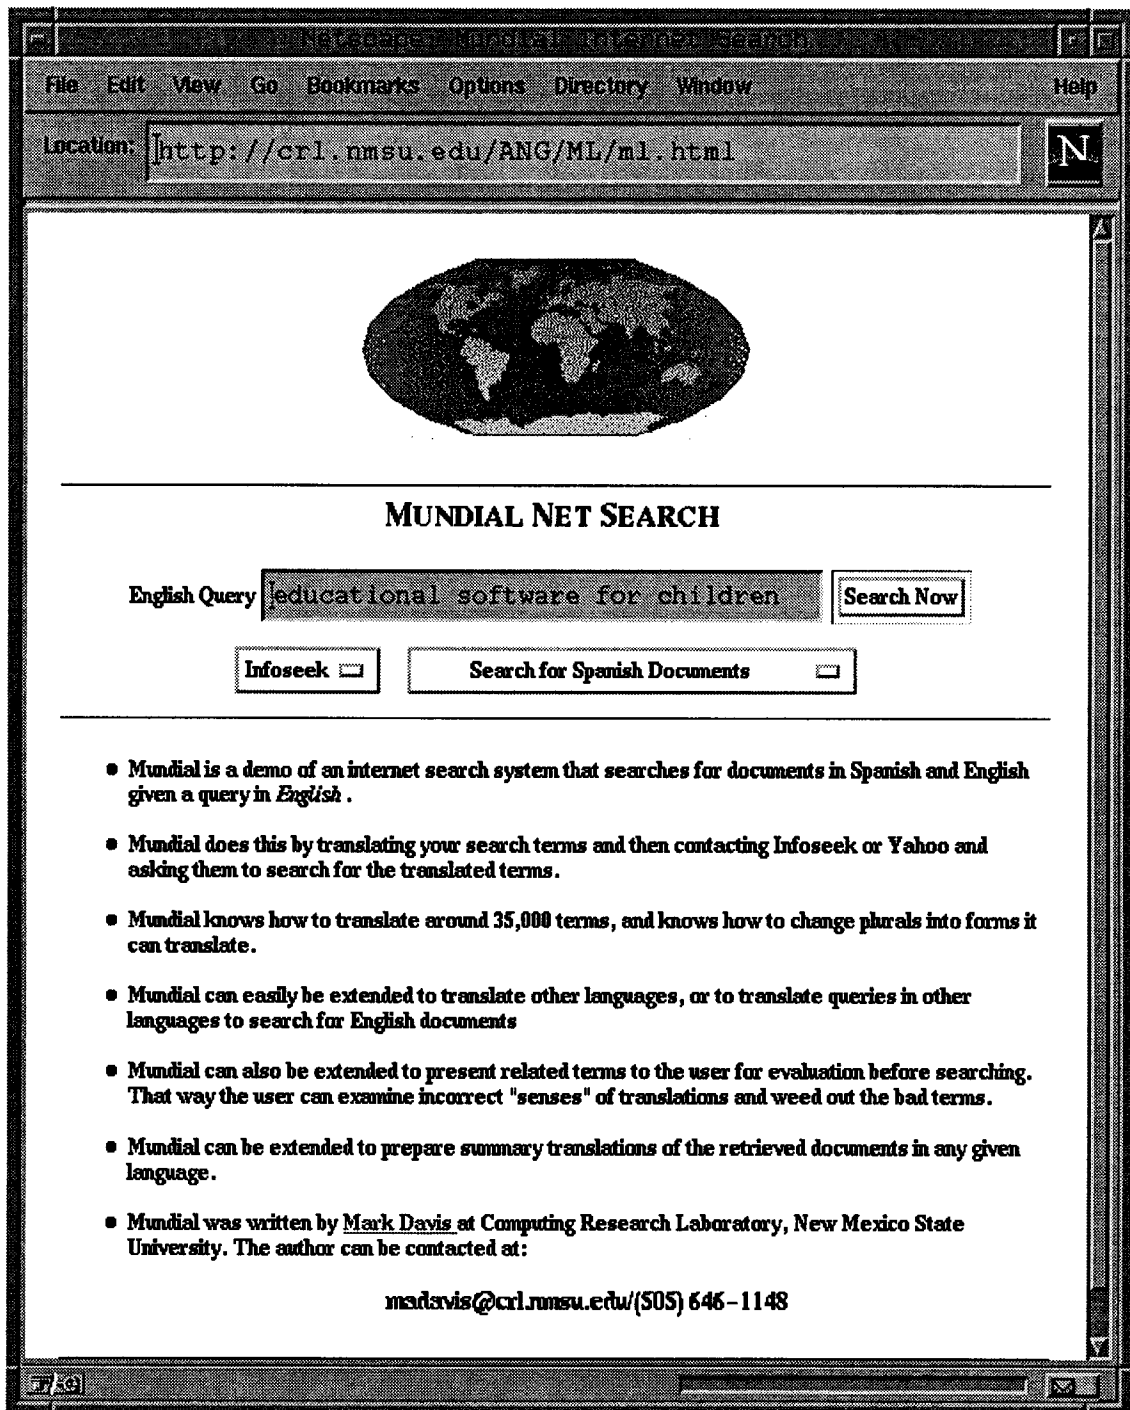 Netscape: Mundial Internet Search
File Edit View Go Bookmarks Options Directory Window Help
Location: http://crl.nmsu.edu/ANG/ML/ml.html
N
MUNDIAL NET SEARCH
English Query educational software for children Search Now
Infoseek Search for Spanish Documents
• Mundial is a demo of an internet search system that searches for documents in Spanish and English
given a query in English .
• Mundial does this by translating your search terms and then contacting Infoseek or Yahoo and
asking them to search for the translated terms.
• Mundial knows how to translate around 35,000 terms, and knows how to change plurals into forms it
can translate.
• Mundial can easily be extended to translate other languages, or to translate queries in other
languages to search for English documents
• Mundial can also be extended to present related terms to the user for evaluation before searching.
That way the user can examine incorrect "senses" of translations and weed out the bad terms.
• Mundial can be extended to prepare summary translations of the retrieved documents in any given
language.
• Mundial was written by Mark Davis at Computing Research Laboratory, New Mexico State
University. The author can be contacted at:
madavis@crl.nmsu.edu/(505) 646-1148